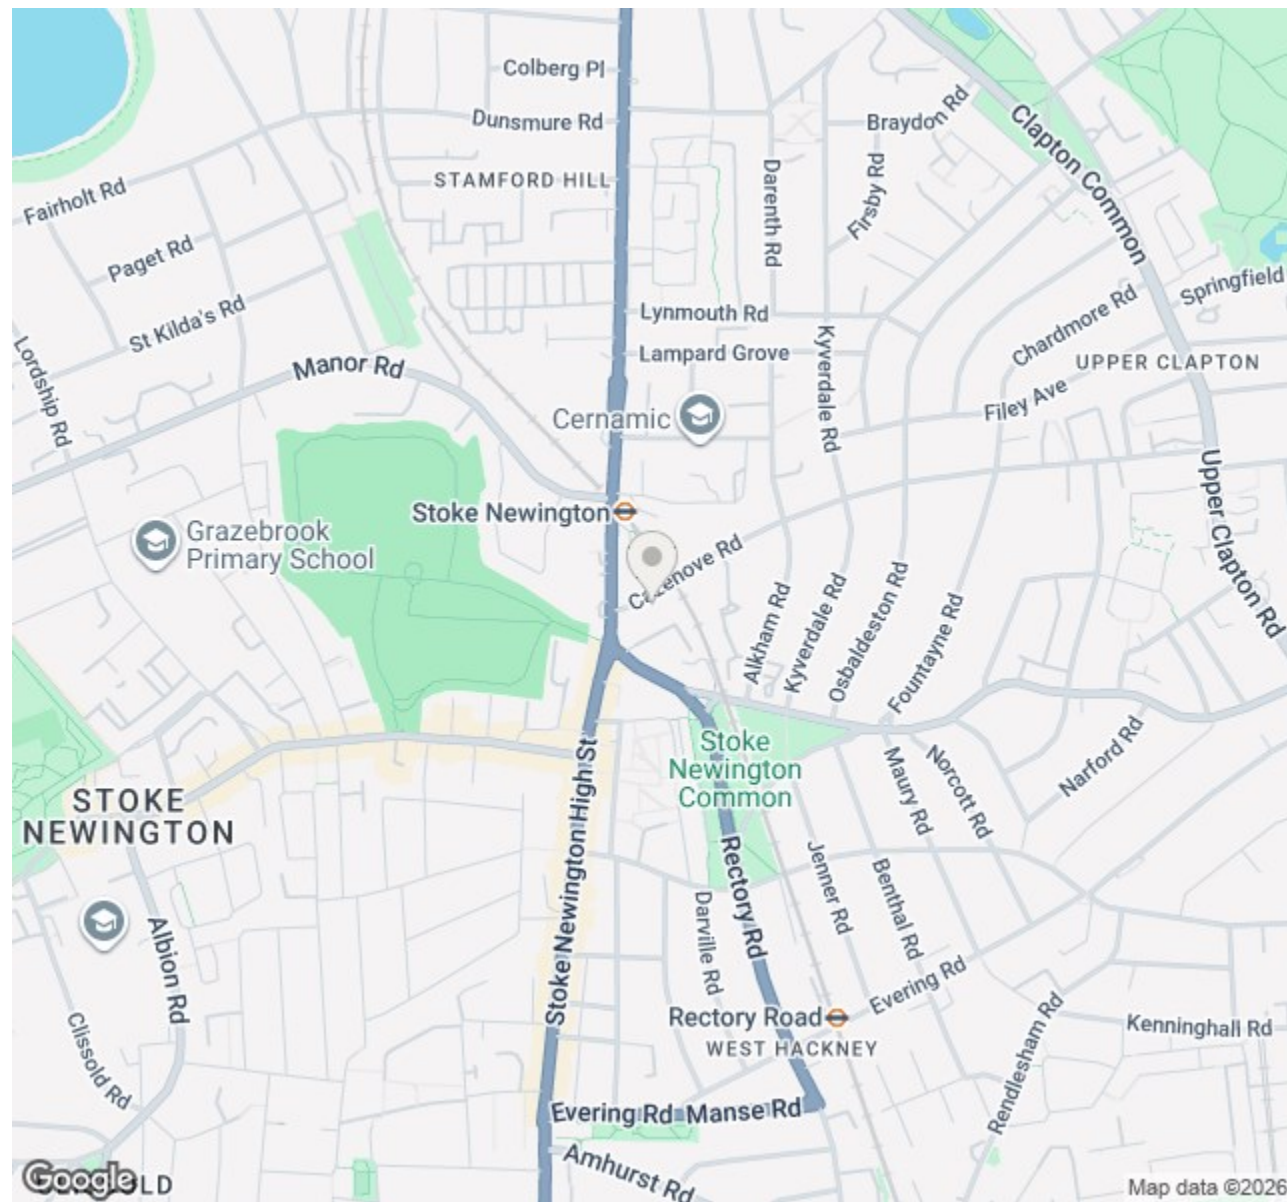 Colberg Pl
Dunsmure Rd
Braydon Rd
Clapton Common
STAMFORD HILL
Darenth Rd
Firsby Rd
Fairholt Rd
Paget Rd
St Kilda's Rd
Springfield
Lynmouth Rd
Chardmore Rd
Lordship Rd
Manor Rd
Lampard Grove
Kyverdale Rd
UPPER CLAPTON
Cernamic
Filey Ave
Upper Clapton Rd
Stoke Newington
Grazebrook
Primary School
Cazenove Rd
Alkham Rd
Kyverdale Rd
Osbaldeston Rd
Fountayne Rd
Stoke
Newington
Common
Stoke Newington High St
STOKE
NEWINGTON
Maury Rd
Norcott Rd
Narford Rd
Rectory Rd
Jenner Rd
Benthal Rd
Darville Rd
Albion Rd
Evering Rd
Rectory Road
WEST HACKNEY
Kenninghall Rd
Rendlesham Rd
Clissold Rd
Evering Rd
Manse Rd
Amhurst Rd
Google
Map data ©2026